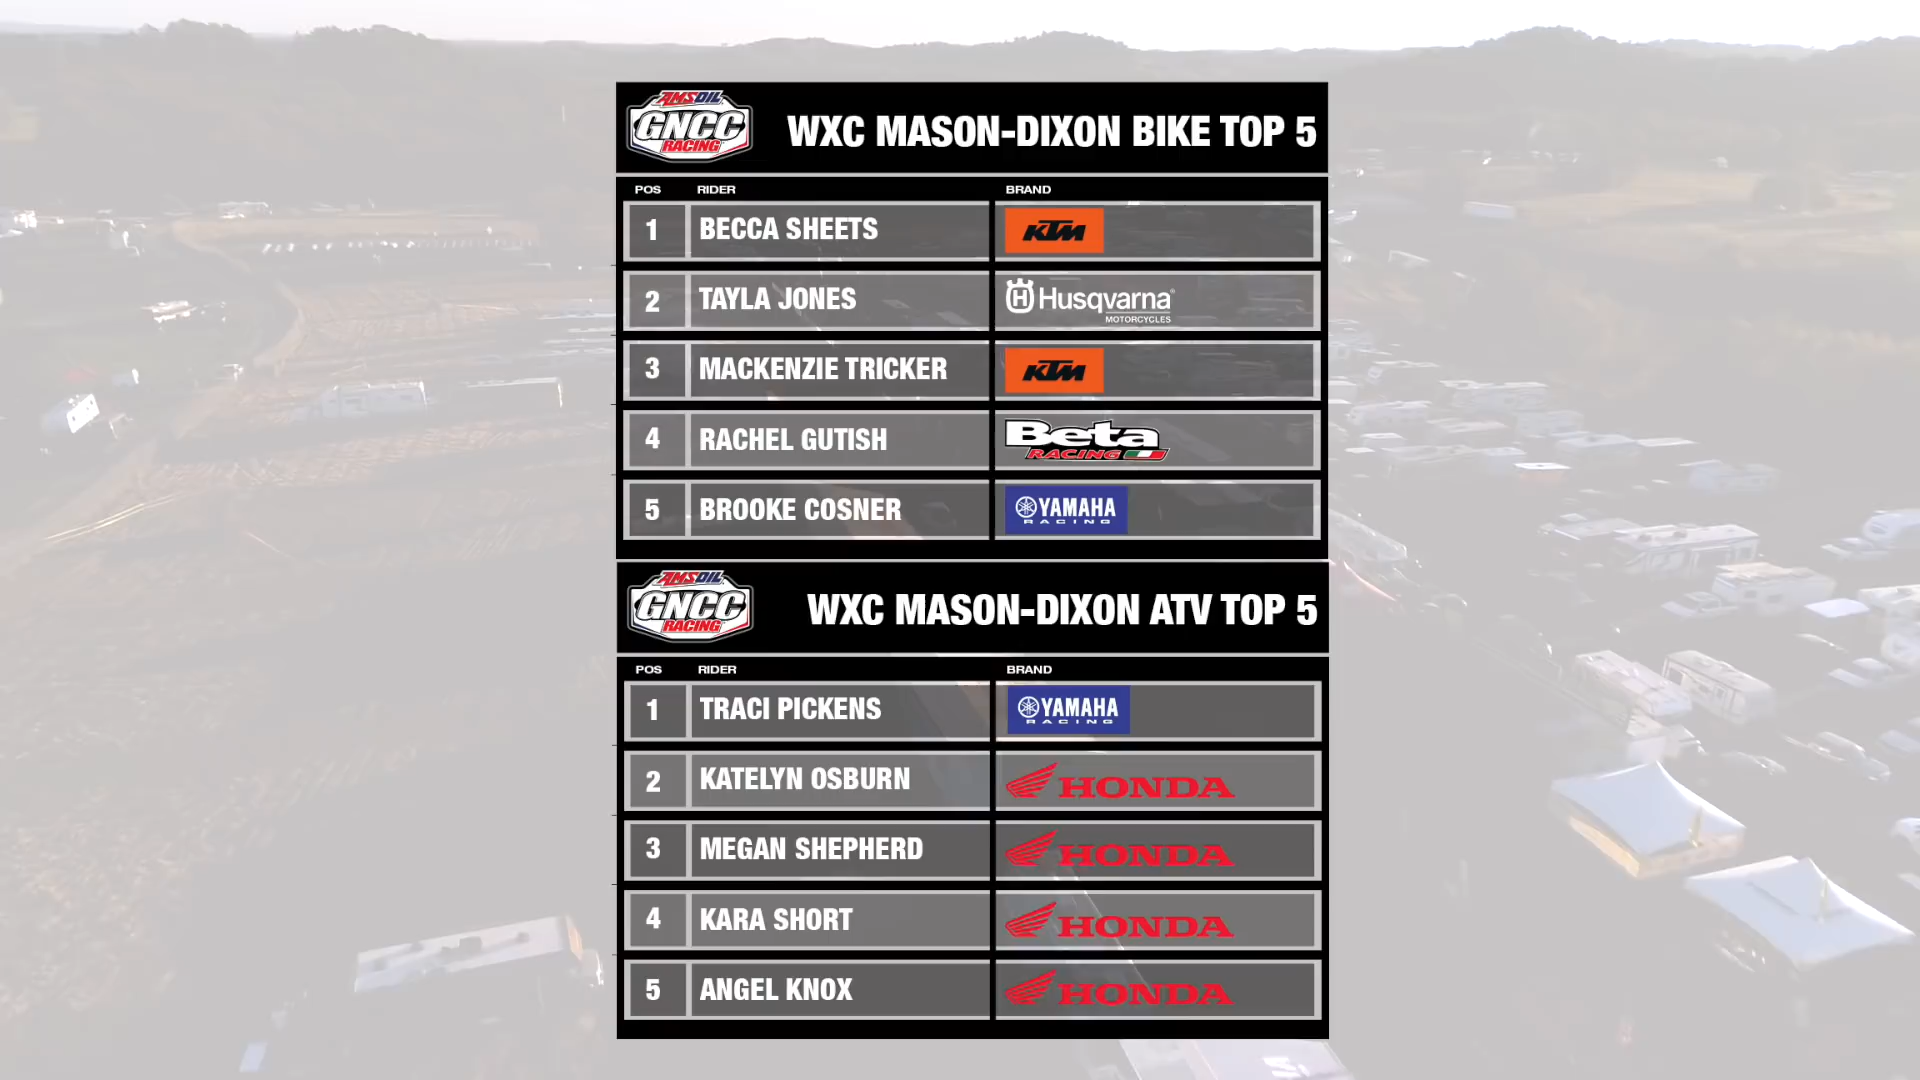 AMSOIL
GNCC
RACING
WXC MASON-DIXON BIKE TOP 5
POS RIDER BRAND
1 BECCA SHEETS KTM
2 TAYLA JONES Husqvarna
MOTORCYCLES
3 MACKENZIE TRICKER KTM
4 RACHEL GUTISH Beta
RACING
5 BROOKE COSNER YAMAHA
RACING
AMSOIL
GNCC
RACING
WXC MASON-DIXON ATV TOP 5
POS RIDER BRAND
1 TRACI PICKENS YAMAHA
RACING
2 KATELYN OSBURN HONDA
3 MEGAN SHEPHERD HONDA
4 KARA SHORT HONDA
5 ANGEL KNOX HONDA